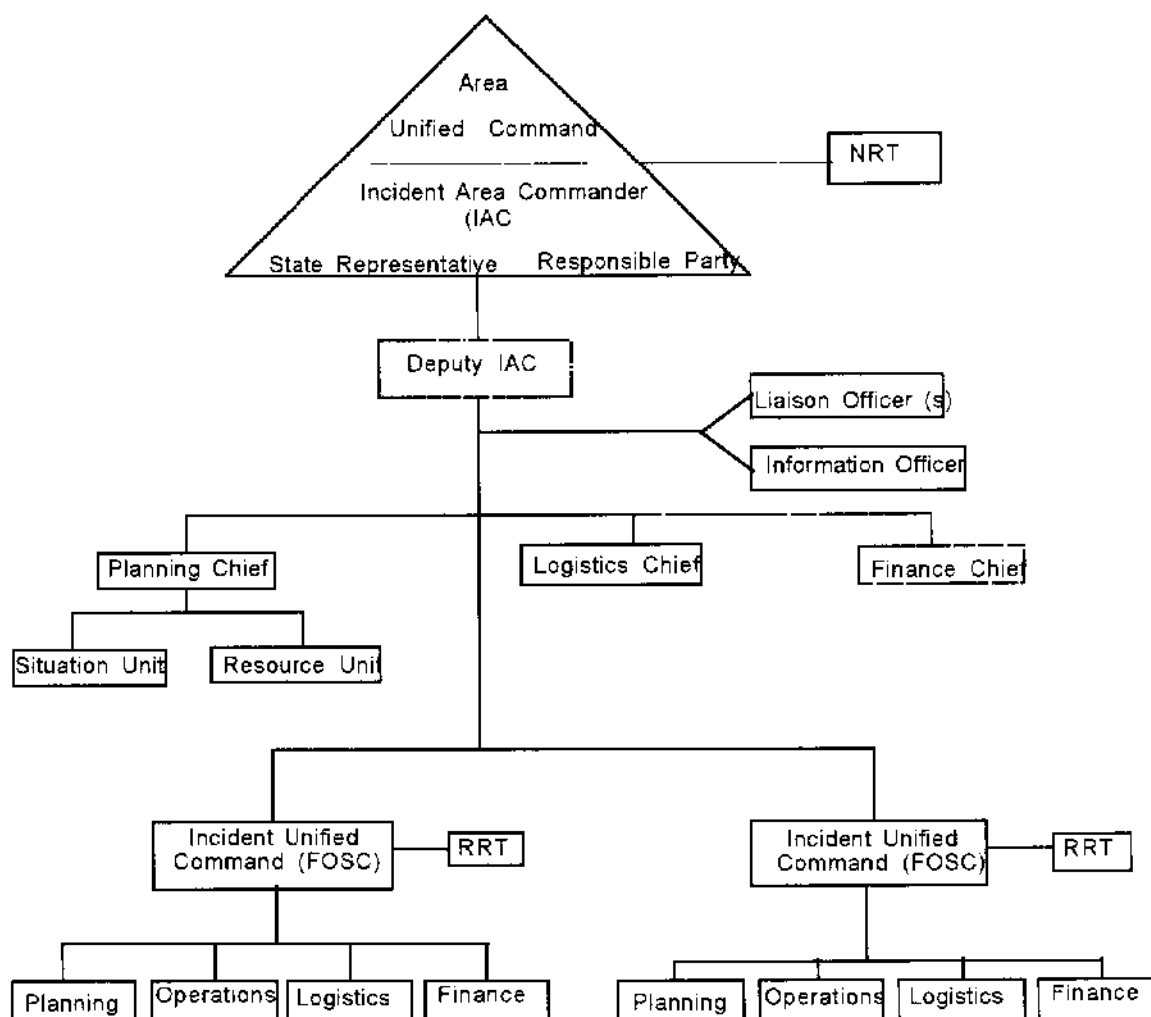 Area
Unified Command
NRT
Incident Area Commander
(IAC
State Representative
Responsible Party
Deputy IAC
Liaison Officer (s)
Information Officer
Planning Chief
Logistics Chief
Finance Chief
Situation Unit
Resource Unit
Incident Unified
Command (FOSC)
RRT
Incident Unified
Command (FOSC)
RRT
Planning
Operations
Logistics
Finance
Planning
Operations
Logistics
Finance